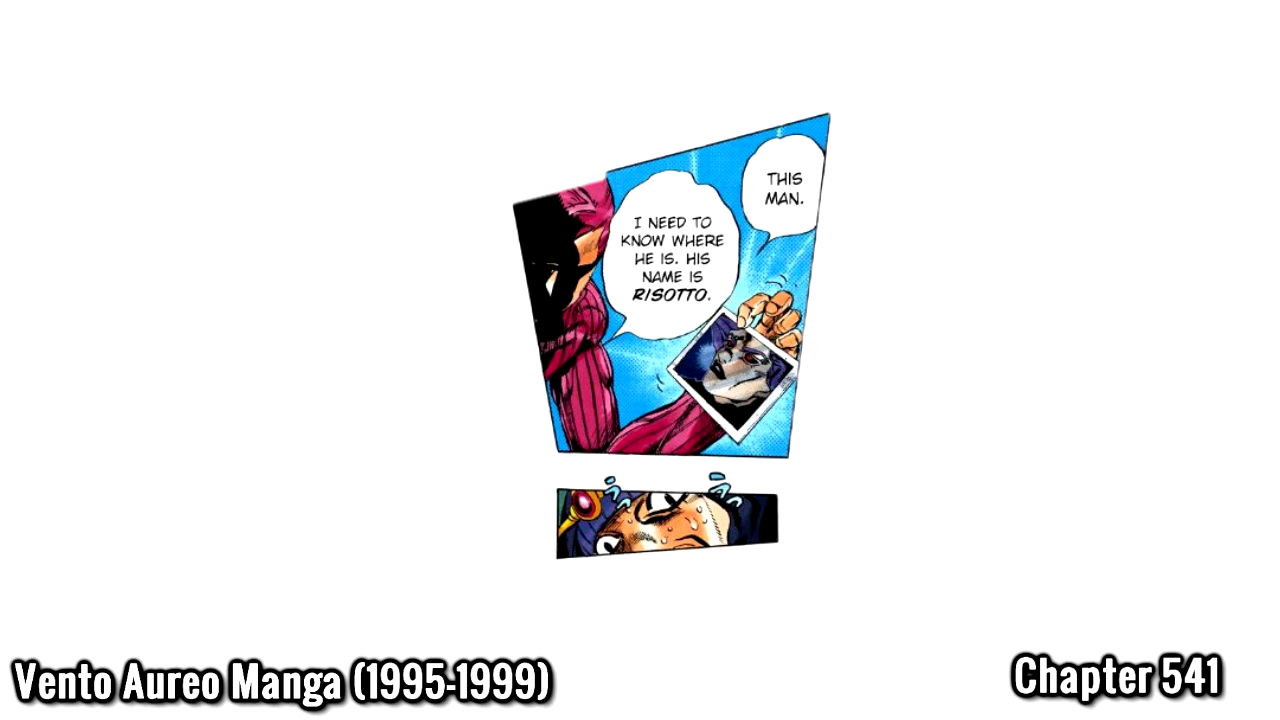 THIS
MAN.
I NEED TO
KNOW WHERE
HE IS. HIS
NAME IS
RISOTTO.
Vento Aureo Manga (1995-1999)
Chapter 541